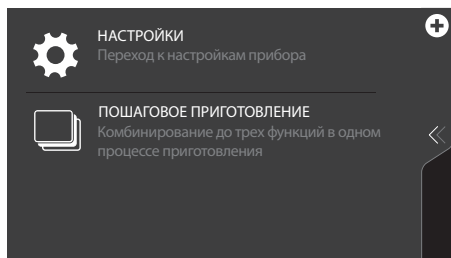 НАСТРОЙКИ
Переход к настройкам прибора
ПОШАГОВОЕ ПРИГОТОВЛЕНИЕ
Комбинирование до трех функций в одном
процессе приготовления